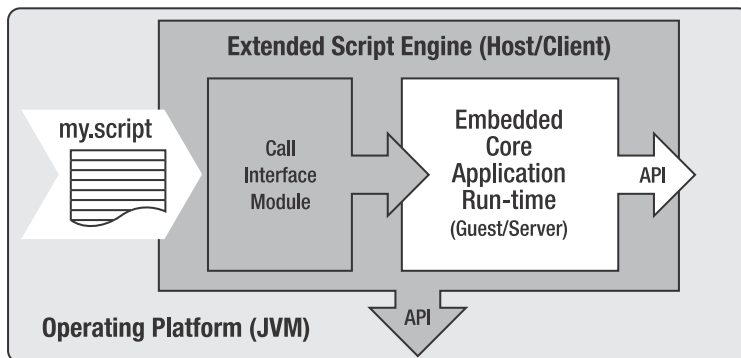 Extended Script Engine (Host/Client)
my.script
Call
Interface
Module
Embedded
Core
Application
Run-time
(Guest/Server)
API
API
Operating Platform (JVM)